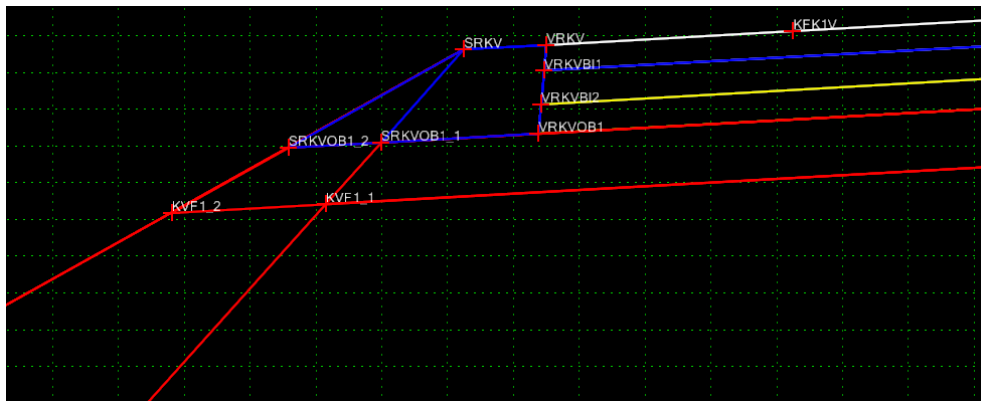 KFK1V
SRKV
VRKV
VRKVBI1
VRKVBI2
VRKVOB1
SRKVOB1_2
SRKVOB1_1
KVF1_2
KVF1_1